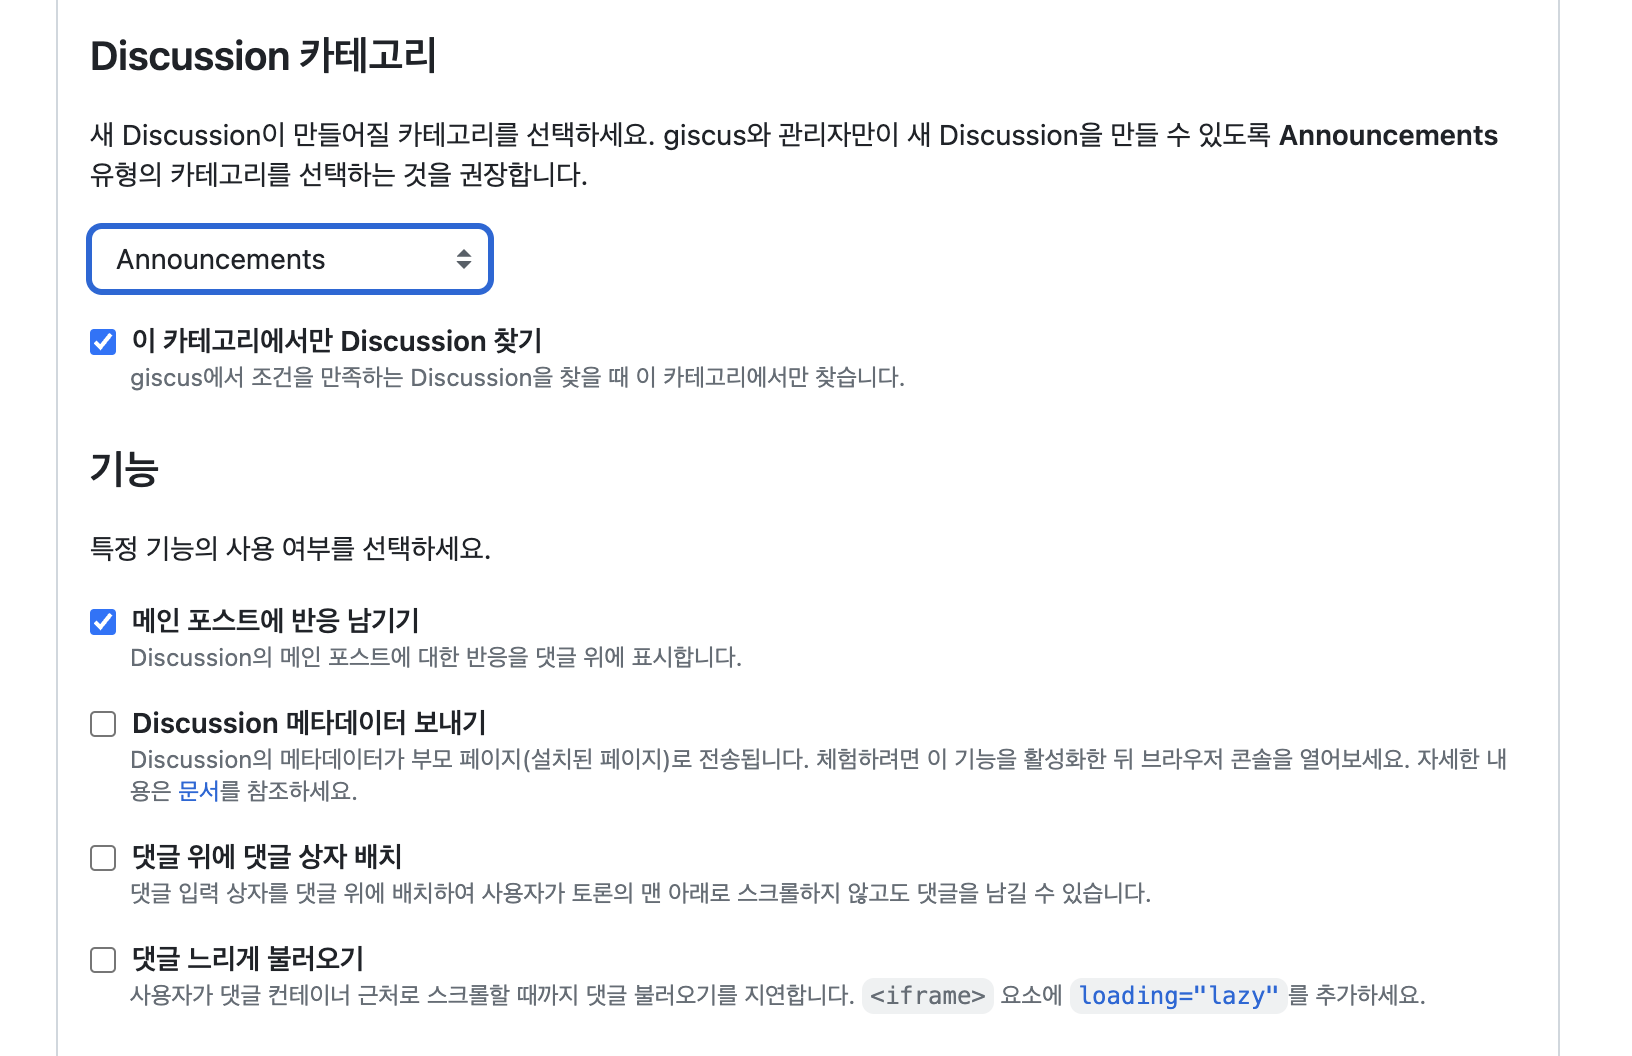 Discussion 카테고리
새 Discussion이 만들어질 카테고리를 선택하세요. giscus와 관리자만이 새 Discussion을 만들 수 있도록 Announcements
유형의 카테고리를 선택하는 것을 권장합니다.
Announcements
이 카테고리에서만 Discussion 찾기
giscus에서 조건을 만족하는 Discussion을 찾을 때 이 카테고리에서만 찾습니다.
기능
특정 기능의 사용 여부를 선택하세요.
메인 포스트에 반응 남기기
Discussion의 메인 포스트에 대한 반응을 댓글 위에 표시합니다.
Discussion 메타데이터 보내기
Discussion의 메타데이터가 부모 페이지(설치된 페이지)로 전송됩니다. 체험하려면 이 기능을 활성화한 뒤 브라우저 콘솔을 열어보세요. 자세한 내
용은 문서를 참조하세요.
댓글 위에 댓글 상자 배치
댓글 입력 상자를 댓글 위에 배치하여 사용자가 토론의 맨 아래로 스크롤하지 않고도 댓글을 남길 수 있습니다.
댓글 느리게 불러오기
사용자가 댓글 컨테이너 근처로 스크롤할 때까지 댓글 불러오기를 지연합니다. <iframe> 요소에 loading="lazy"를 추가하세요.